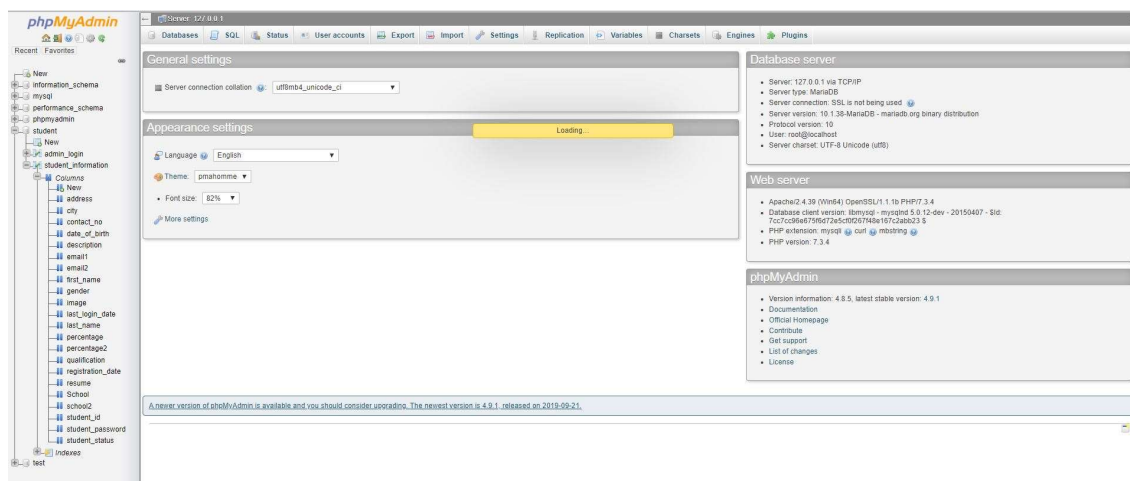 phpMyAdmin
Recent Favorites
New
information_schema
mysql
performance_schema
phpmyadmin
student
New
admin_login
student_information
Columns
New
address
city
contact_no
date_of_birth
description
email1
email2
first_name
gender
image
last_login_date
last_name
percentage
percentage2
qualification
registration_date
resume
School
school2
student_id
student_password
student_status
Indexes
test
Server: 127.0.0.1
Databases SQL Status User accounts Export Import Settings Replication Variables Charsets Engines Plugins
General settings
Server connection collation: utf8mb4_unicode_ci
Appearance settings
Loading...
Language English
Theme: pmahomme
Font size: 82%
More settings
Database server
Server: 127.0.0.1 via TCP/IP
Server type: MariaDB
Server connection: SSL is not being used
Server version: 10.1.38-MariaDB - mariadb.org binary distribution
Protocol version: 10
User: root@localhost
Server charset: UTF-8 Unicode (utf8)
Web server
Apache/2.4.39 (Win64) OpenSSL/1.1.1b PHP/7.3.4
Database client version: libmysql - mysqlnd 5.0.12-dev - 20150407 - $Id:
7cc7cc96e675f6d72e5cf0f267f48e167c2abb23 $
PHP extension: mysqli curl mbstring
PHP version: 7.3.4
phpMyAdmin
Version information: 4.8.5, latest stable version: 4.9.1
Documentation
Official Homepage
Contribute
Get support
List of changes
License
A newer version of phpMyAdmin is available and you should consider upgrading. The newest version is 4.9.1, released on 2019-09-21.